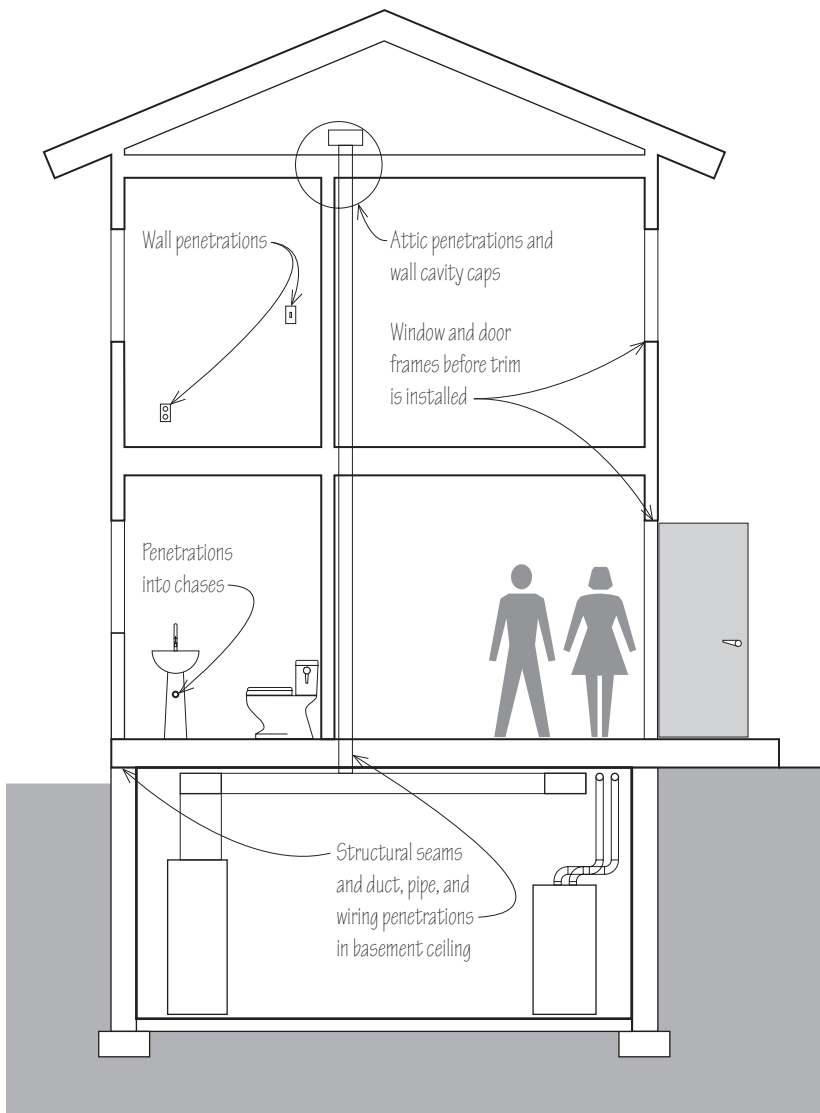 Wall penetrations
Attic penetrations and
wall cavity caps
Window and door
frames before trim
is installed
Penetrations
into chases
Structural seams
and duct, pipe, and
wiring penetrations
in basement ceiling